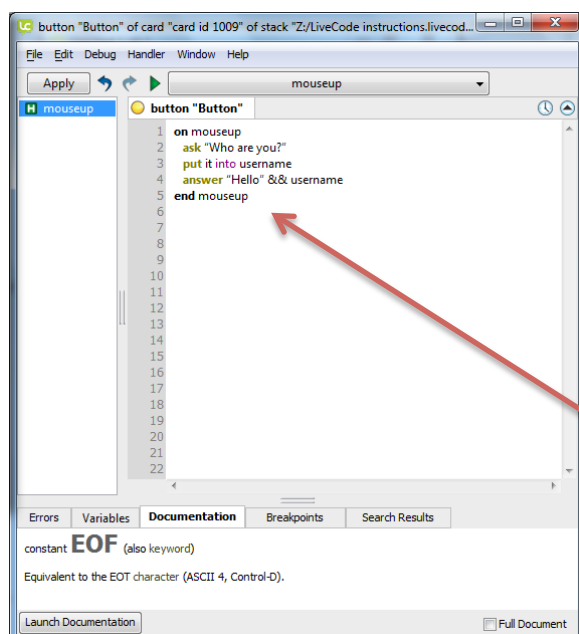 button "Button" of card "card id 1009" of stack "Z:/LiveCode instructions.livecod...
File Edit Debug Handler Window Help
Apply mouseup
H mouseup button "Button"
1 on mouseup
2 ask “Who are you?”
3 put it into username
4 answer “Hello” && username
5 end mouseup
6
7
8
9
10
11
12
13
14
15
16
17
18
19
20
21
22
Errors Variables Documentation Breakpoints Search Results
constant EOF (also keyword)
Equivalent to the EOT character (ASCII 4, Control-D).
Launch Documentation Full Document